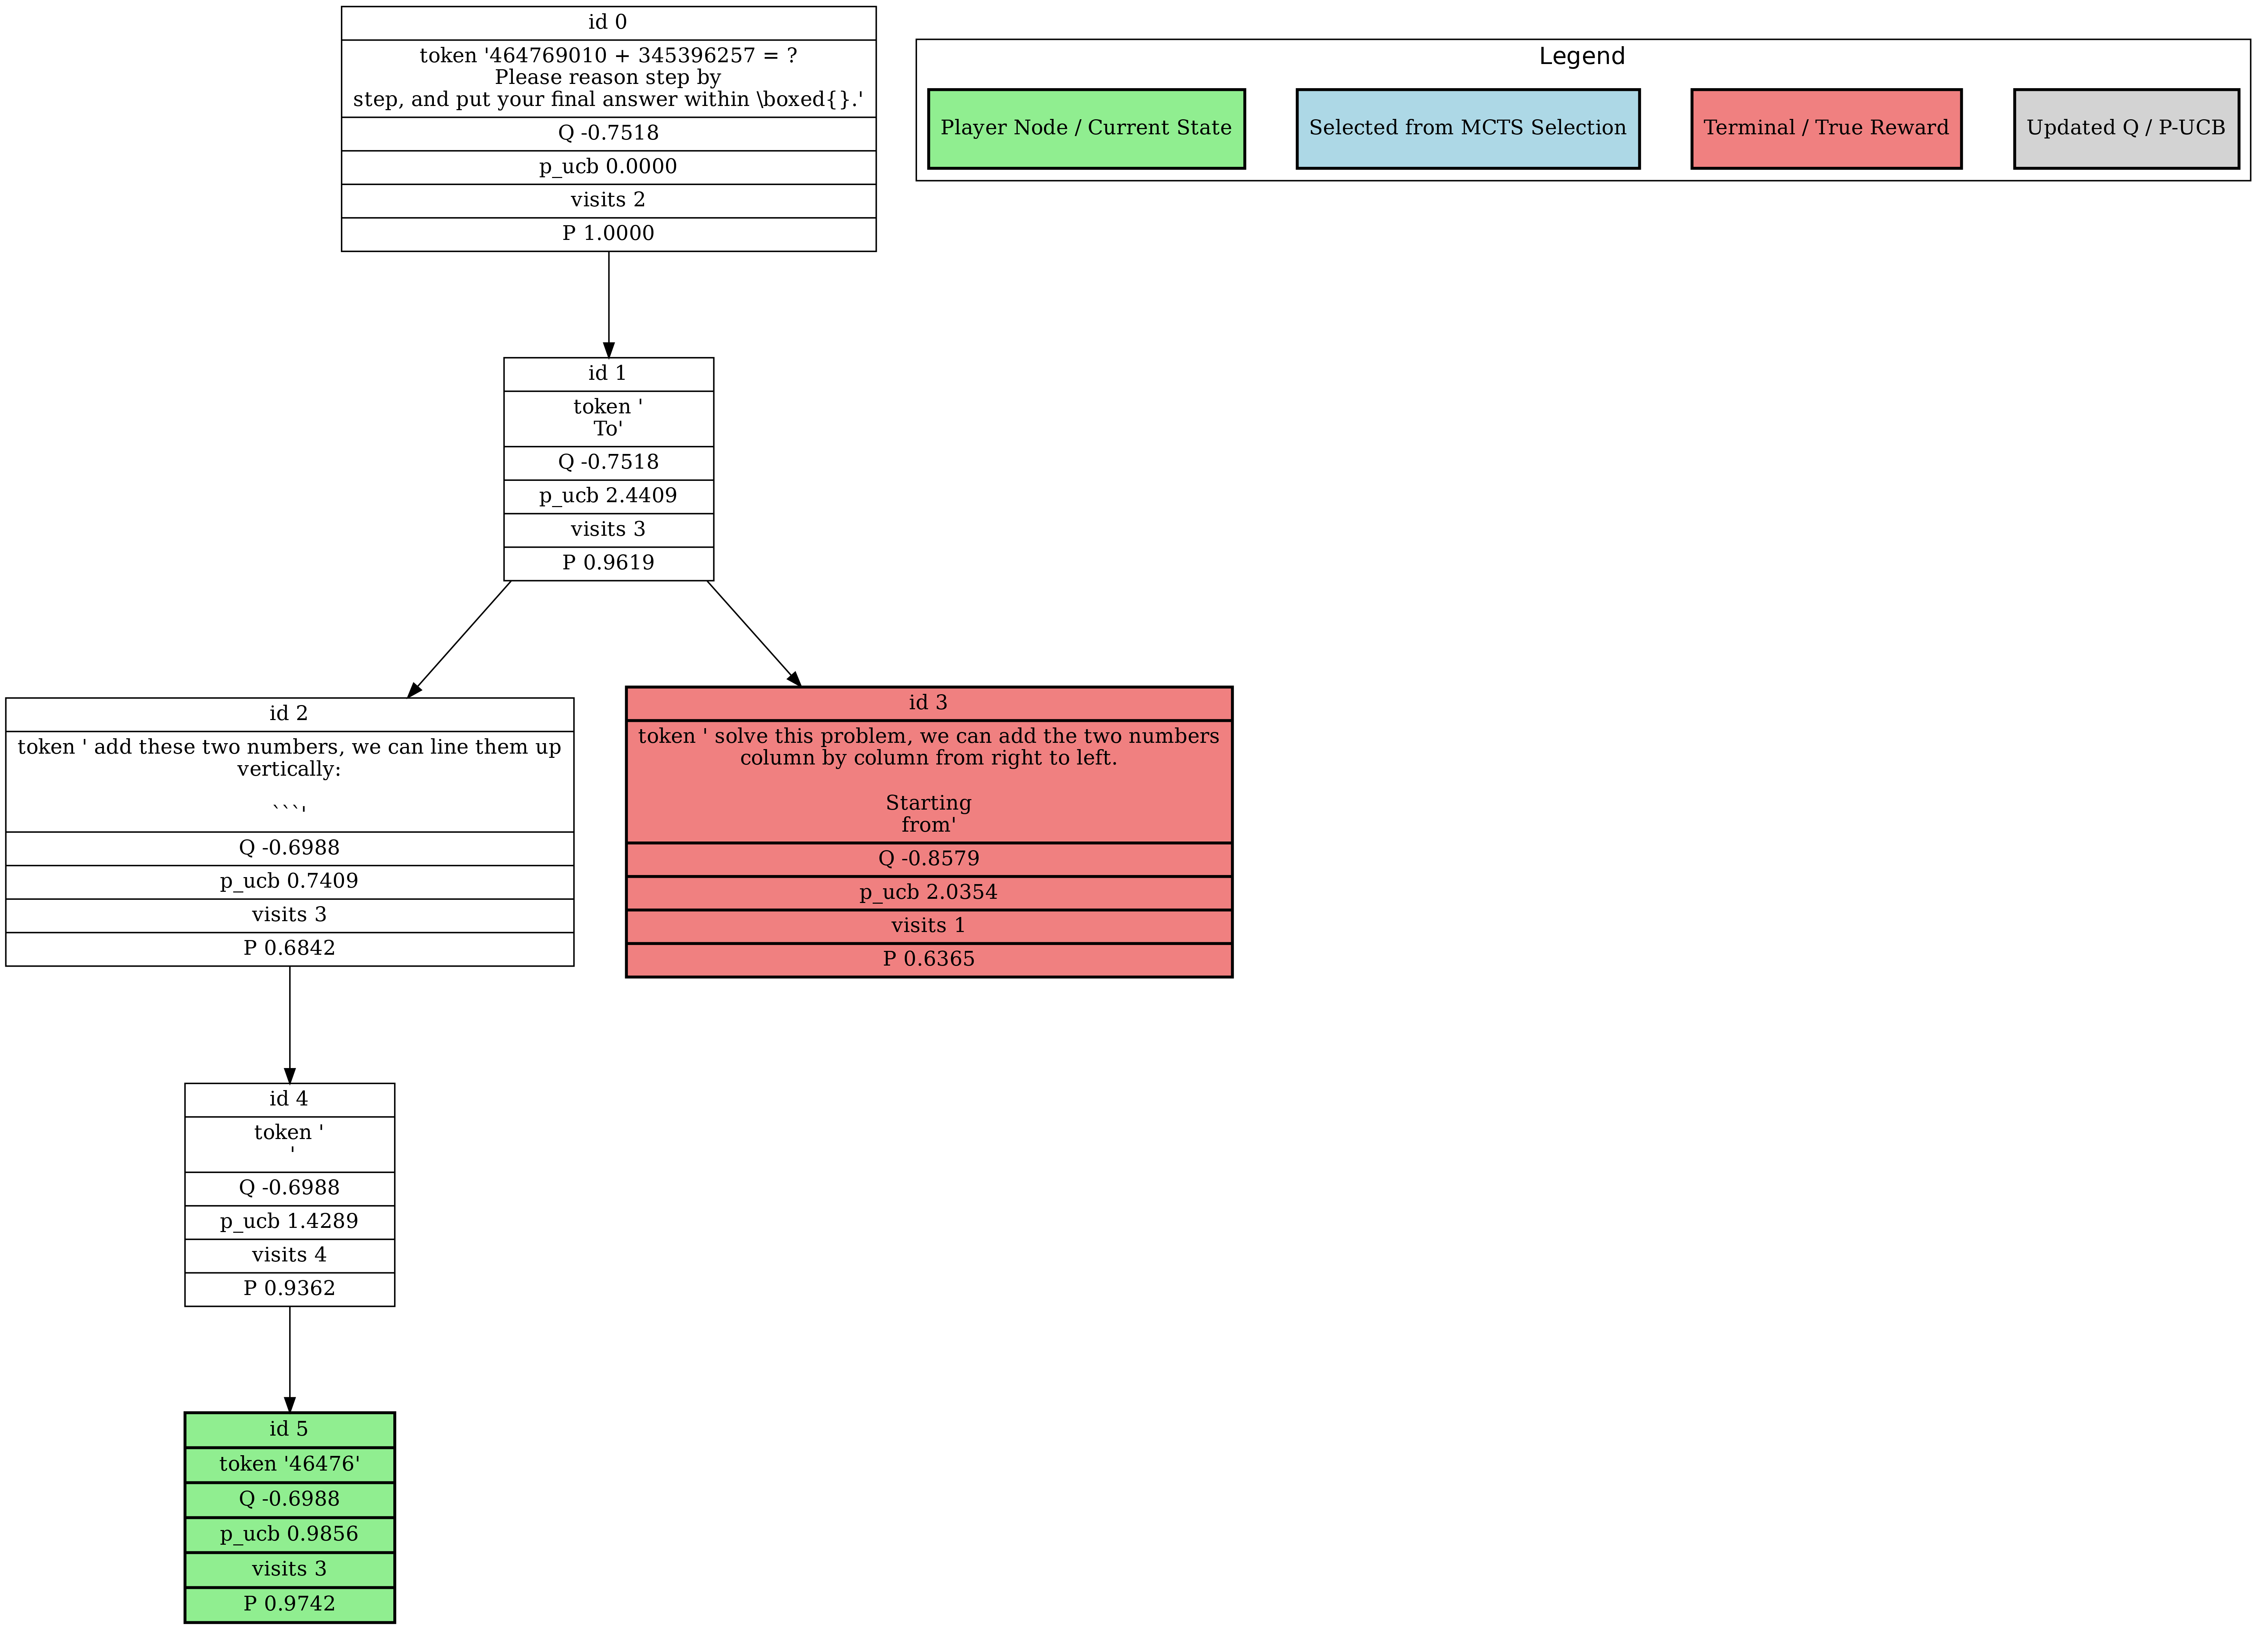 id 0
token '464769010 + 345396257 = ?
Please reason step by
step, and put your final answer within \boxed{}.'
Q -0.7518
p_ucb 0.0000
visits 2
P 1.0000
Legend
Player Node / Current State
Selected from MCTS Selection
Terminal / True Reward
Updated Q / P-UCB
id 1
token '
To'
Q -0.7518
p_ucb 2.4409
visits 3
P 0.9619
id 2
token ' add these two numbers, we can line them up
vertically:
```'
Q -0.6988
p_ucb 0.7409
visits 3
P 0.6842
id 3
token ' solve this problem, we can add the two numbers
column by column from right to left.
Starting
from'
Q -0.8579
p_ucb 2.0354
visits 1
P 0.6365
id 4
token '
'
Q -0.6988
p_ucb 1.4289
visits 4
P 0.9362
id 5
token '46476'
Q -0.6988
p_ucb 0.9856
visits 3
P 0.9742